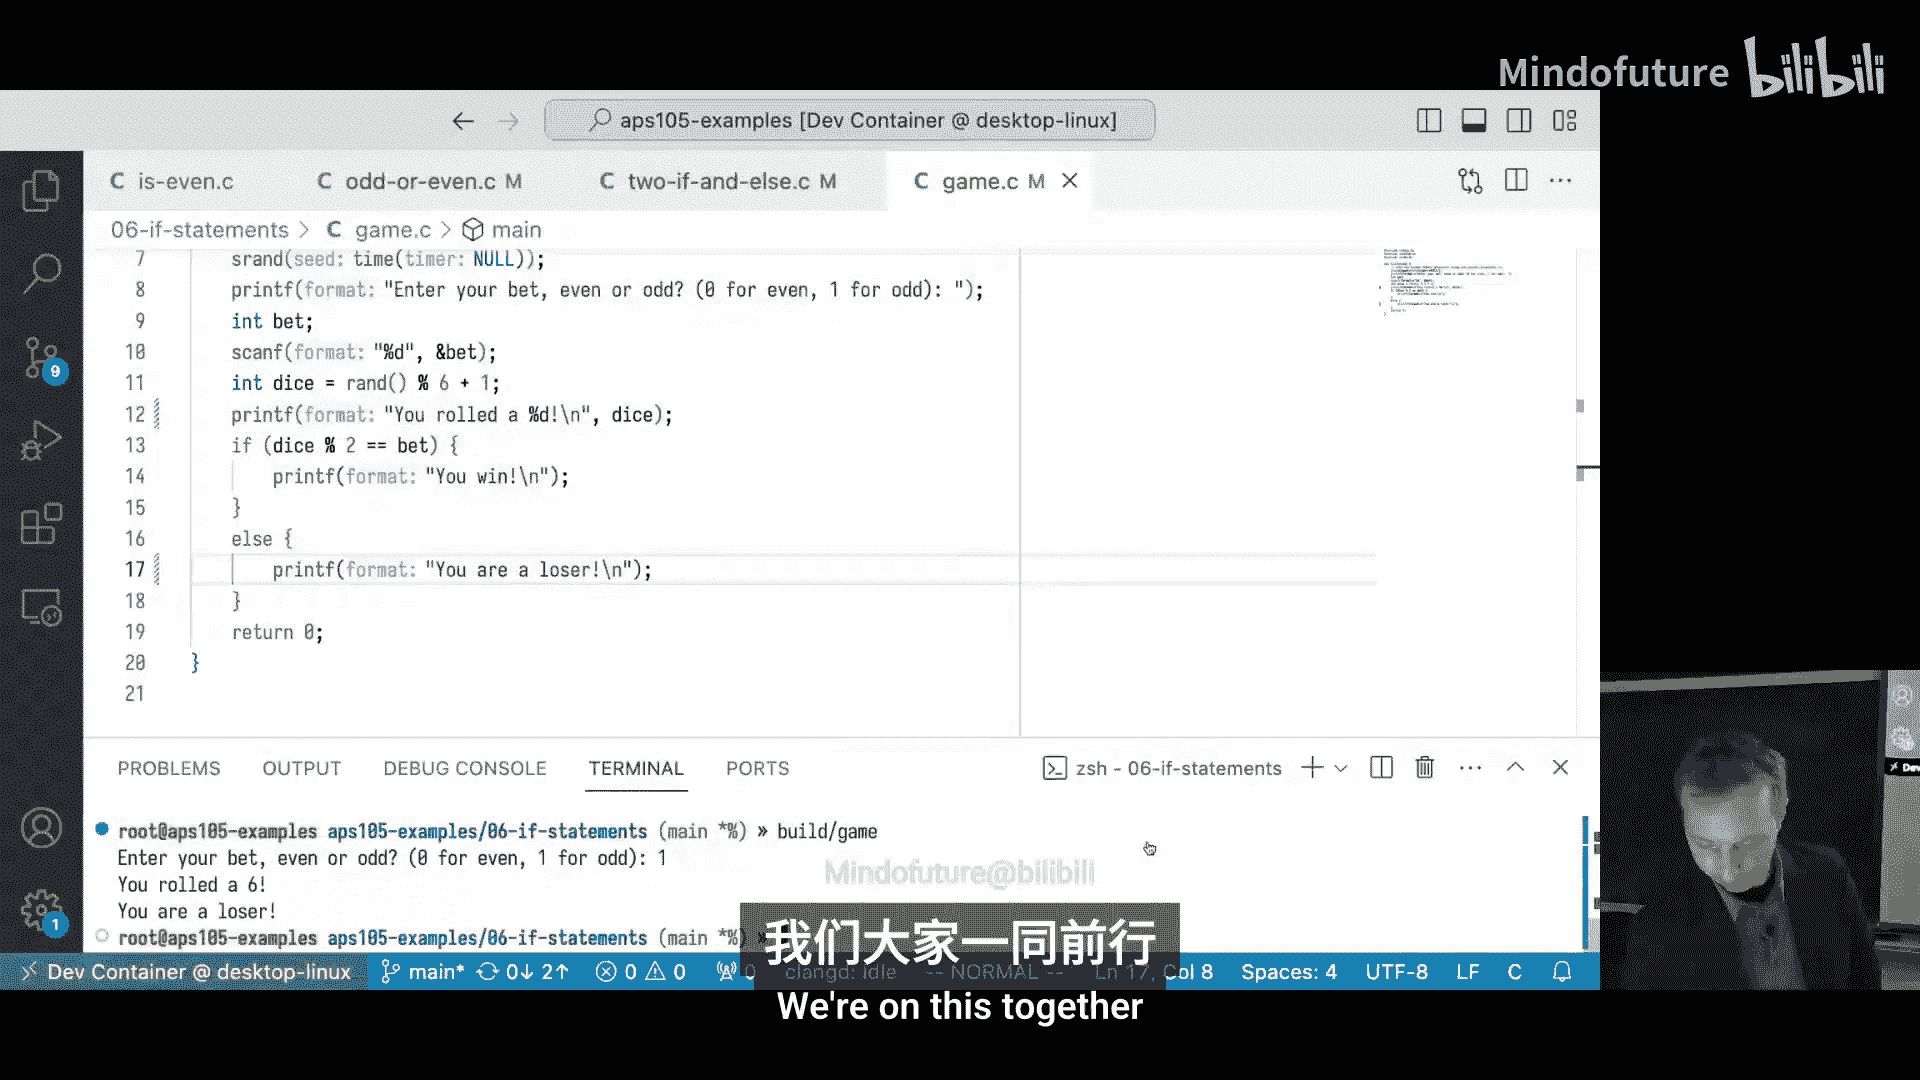 Mindofuture bilibili
aps105-examples [Dev Container @ desktop-linux]
C is-even.c C odd-or-even.c M C two-if-and-else.c M C game.c M
06-if-statements > C game.c > main
7 srand(seed: time(timer: NULL));
8 printf(format: "Enter your bet, even or odd? (0 for even, 1 for odd): ");
9 int bet;
10 scanf(format: "%d", &bet);
11 int dice = rand() % 6 + 1;
12 printf(format: "You rolled a %d!\n", dice);
13 if (dice % 2 == bet) {
14 printf(format: "You win!\n");
15 }
16 else {
17 printf(format: "You are a loser!\n");
18 }
19 return 0;
20 }
21
9
PROBLEMS OUTPUT DEBUG CONSOLE TERMINAL PORTS zsh - 06-if-statements
root@aps105-examples aps105-examples/06-if-statements (main *%) » build/game
Enter your bet, even or odd? (0 for even, 1 for odd): 1
You rolled a 6!
You are a loser!
root@aps105-examples aps105-examples/06-if-statements (main *%) »
1
Mindofuture@bilibili
我们大家一同前行
Dev Container @ desktop-linux main* 0↓ 2↑ 0 0 0 clangd: idle -- NORMAL -- Ln 17, Col 8 Spaces: 4 UTF-8 LF C
We're on this together